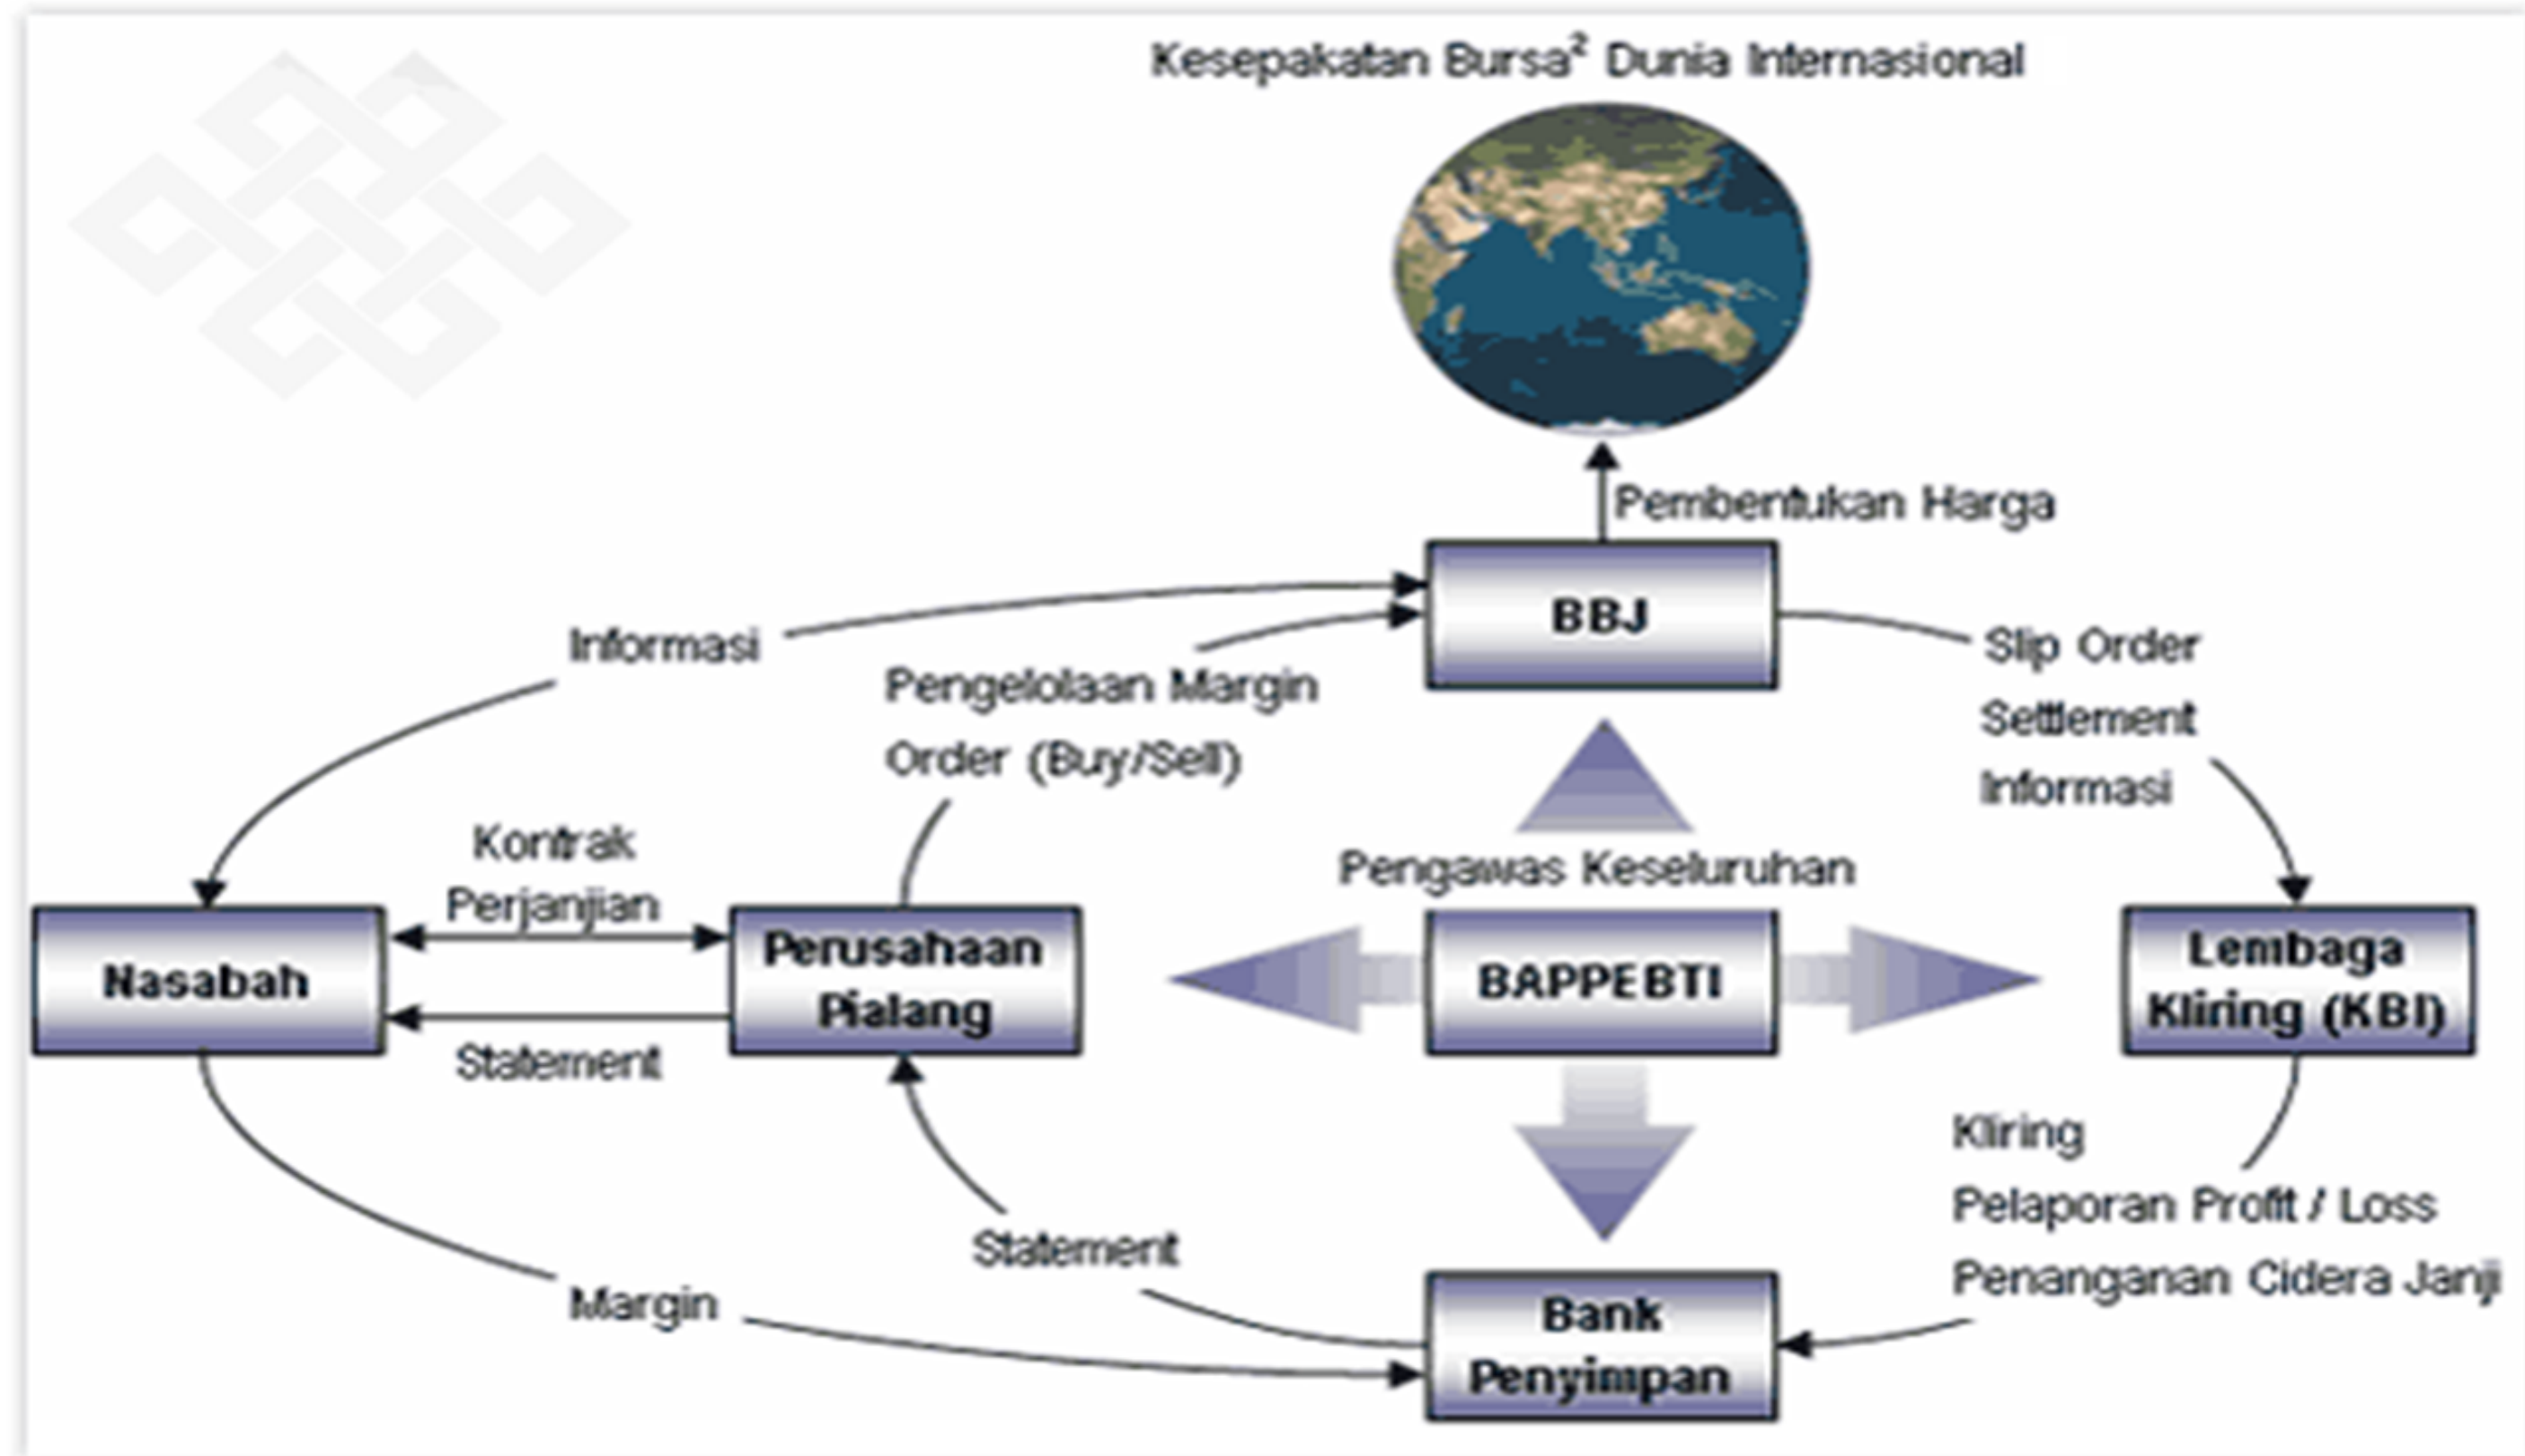 Kesepakatan Bursa² Dunia Internasional
Pembentukan Harga
BBJ
Informasi
Pengelolaan Margin
Order (Buy/Sell)
Slip Order
Settlement
Informasi
Kontrak
Perjanjian
Pengawas Keseluruhan
Nasabah
Perusahaan
Pialang
BAPPEBTI
Lembaga
Kliring (KBI)
Statement
Kliring
Pelaporan Profit / Loss
Penanganan Cidera Janji
Statement
Margin
Bank
Penyimpan